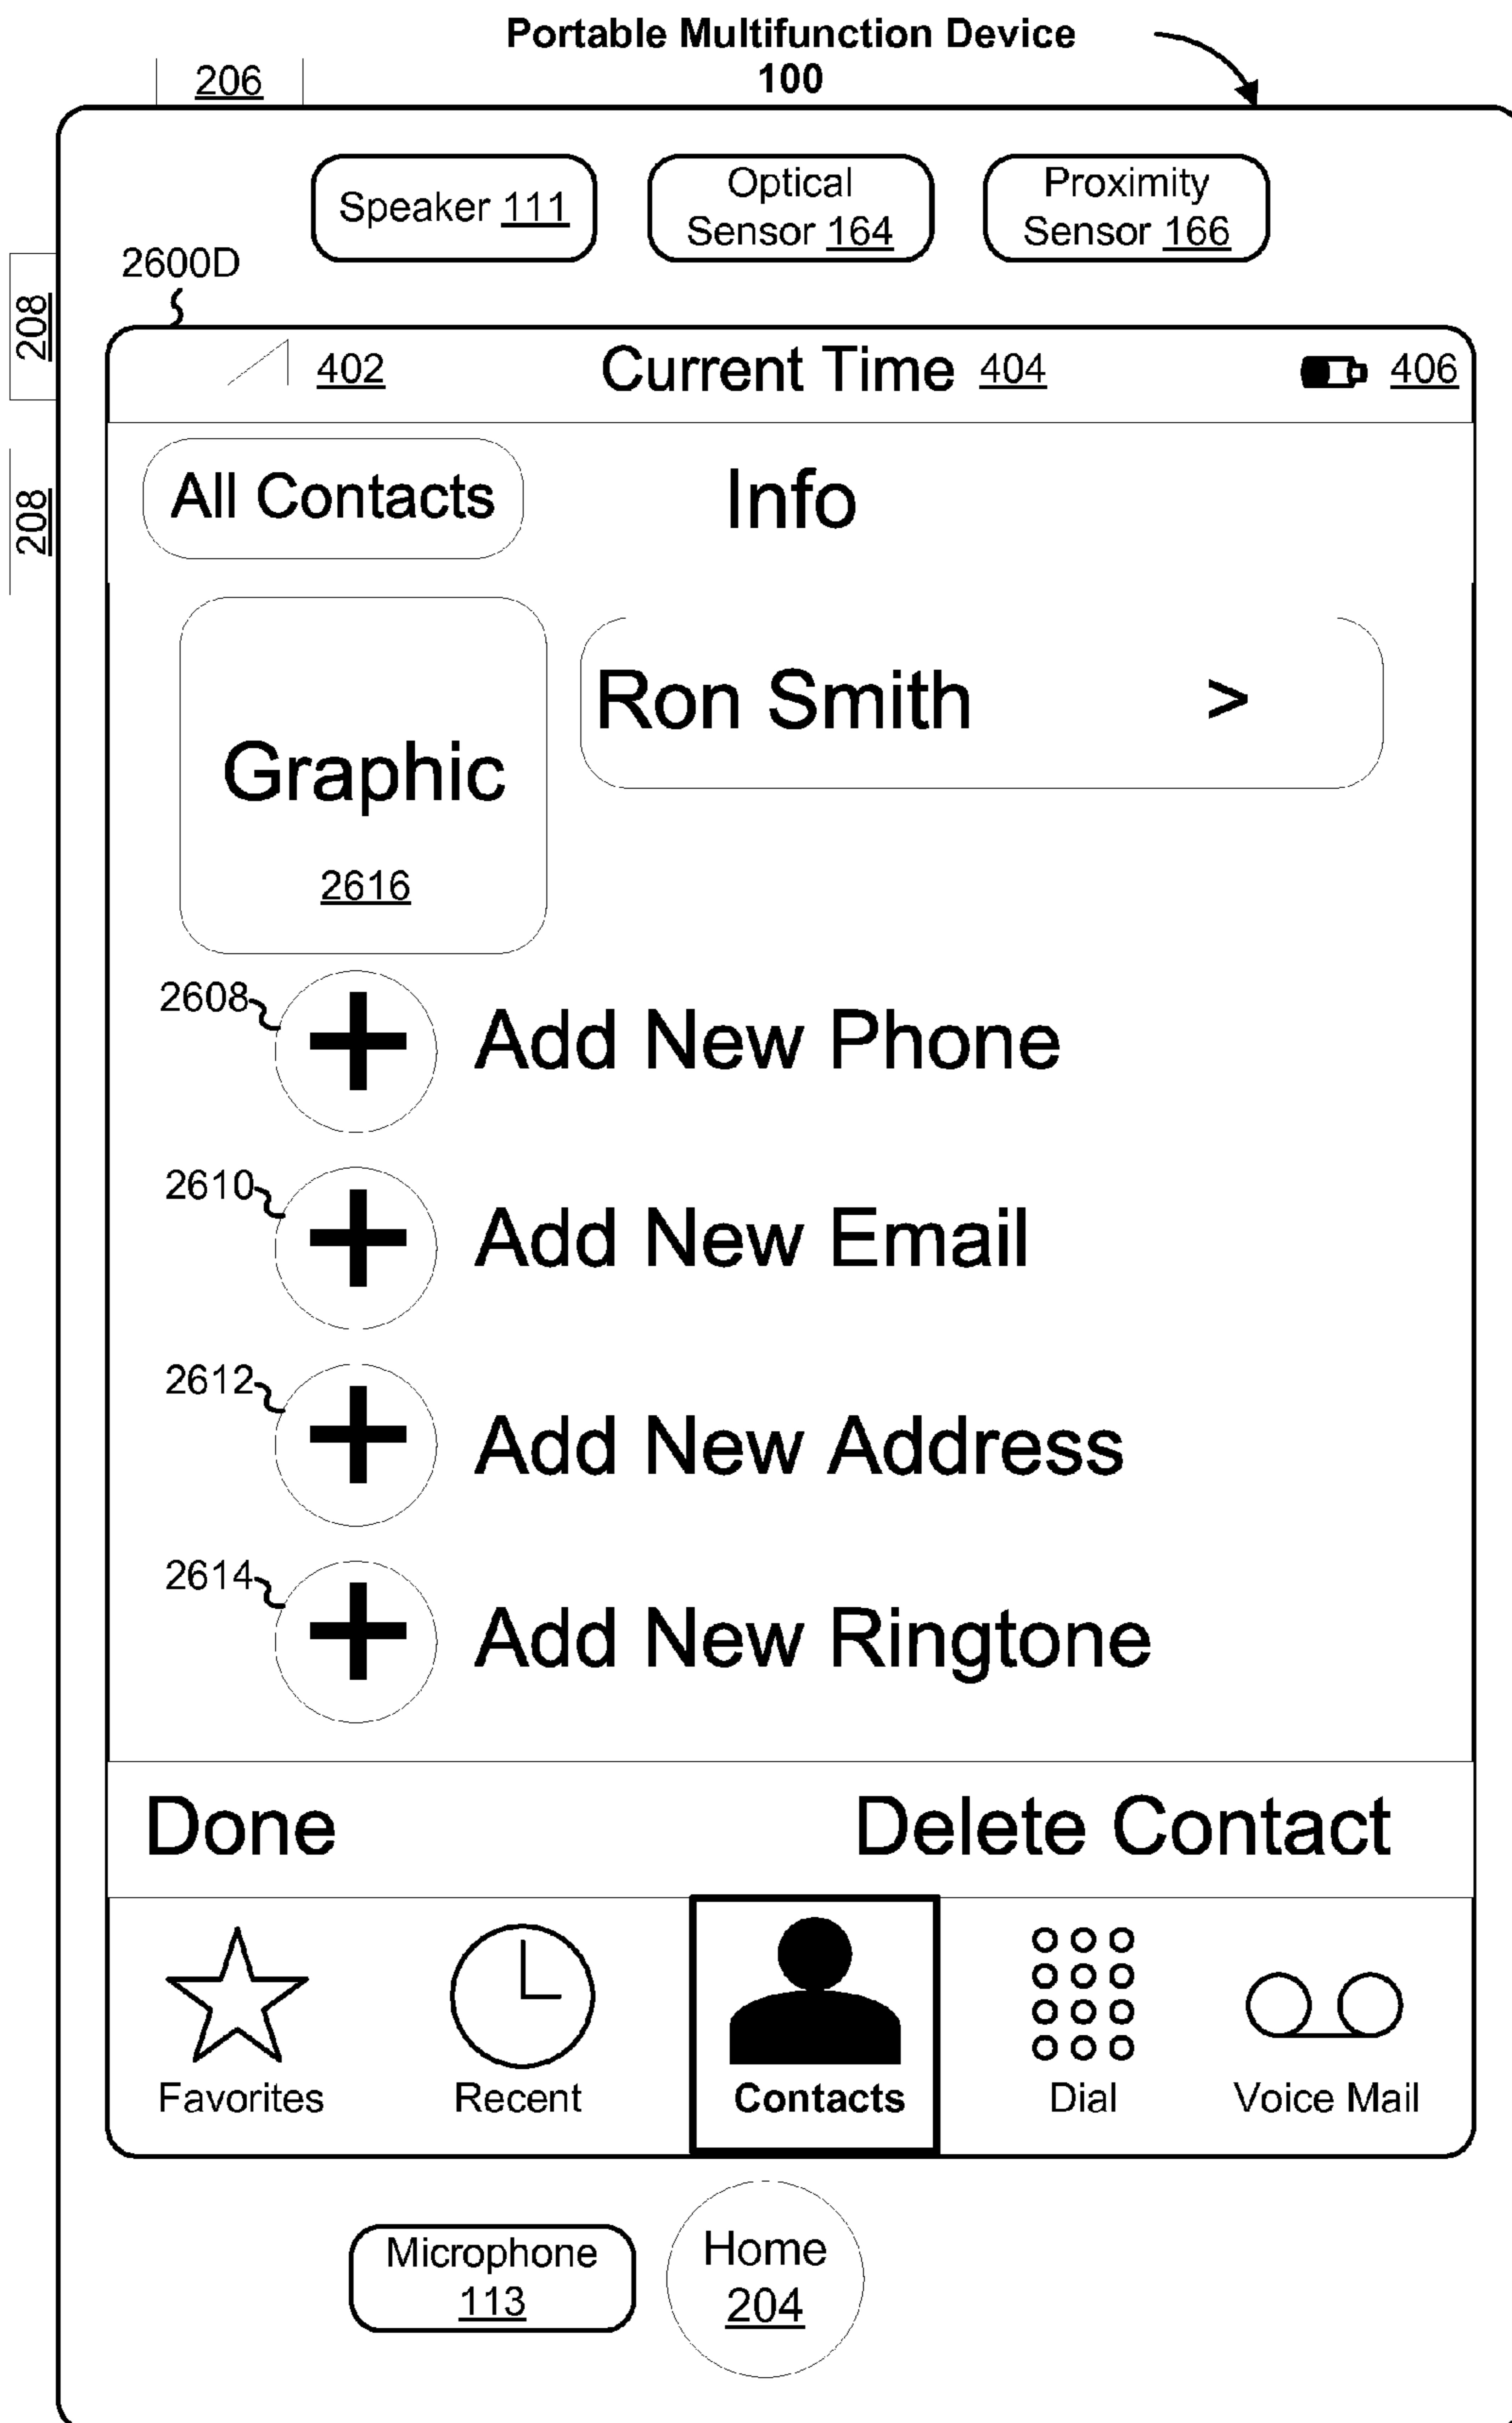 Portable Multifunction Device
100
206
Speaker 111
Optical
Sensor 164
Proximity
Sensor 166
2600D
208
208
402
Current Time 404
406
All Contacts
Info
Graphic
2616
Ron Smith >
2608
Add New Phone
2610
Add New Email
2612
Add New Address
2614
Add New Ringtone
Done
Delete Contact
Favorites
Recent
Contacts
Dial
Voice Mail
Microphone
113
Home
204